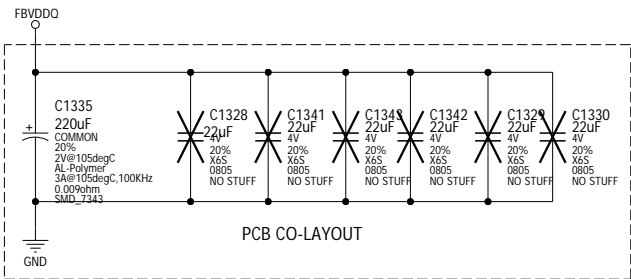 FBVDDQ
C1335
220uF
COMMON
20%
2V@105degC
AL-Polymer
3A@105degC,100KHz
0.009ohm
SMD_7343
C1328
22uF
4V
20%
X6S
0805
NO STUFF
C1341
22uF
4V
20%
X6S
0805
NO STUFF
C1343
22uF
4V
20%
X6S
0805
NO STUFF
C1342
22uF
4V
20%
X6S
0805
NO STUFF
C1329
22uF
4V
20%
X6S
0805
NO STUFF
C1330
22uF
4V
20%
X6S
0805
NO STUFF
PCB CO-LAYOUT
GND